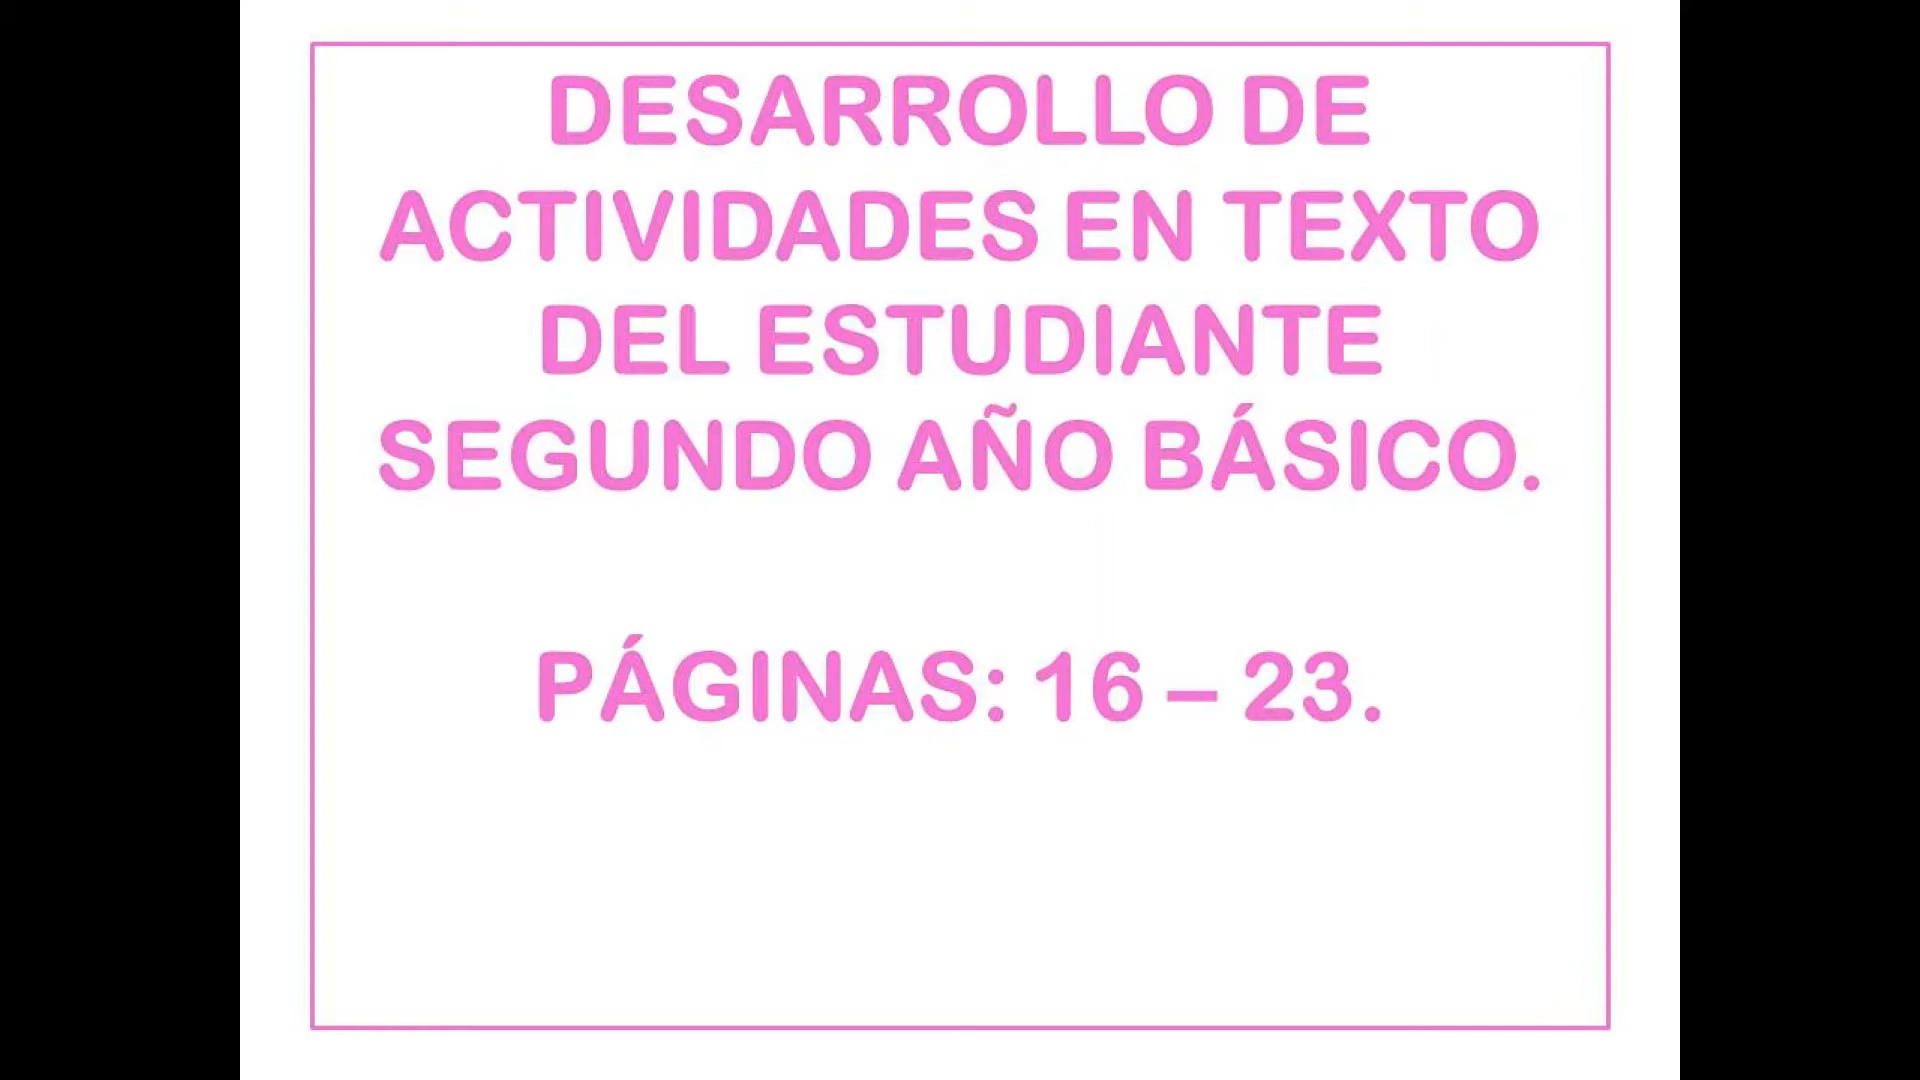 DESARROLLO DE
ACTIVIDADES EN TEXTO
DEL ESTUDIANTE
SEGUNDO AÑO BÁSICO.
PÁGINAS: 16 – 23.